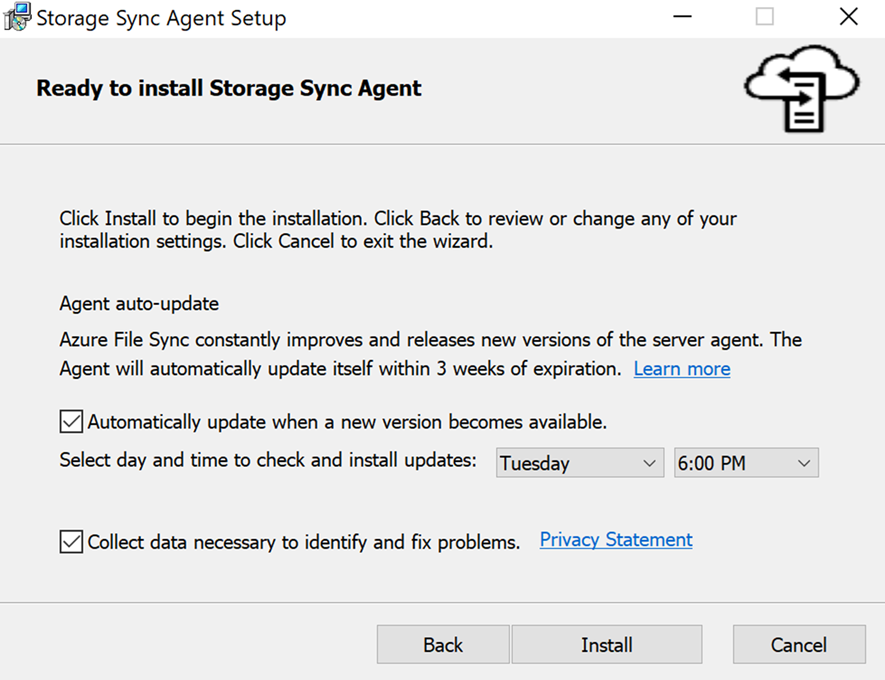 Storage Sync Agent Setup
Ready to install Storage Sync Agent
Click Install to begin the installation. Click Back to review or change any of your
installation settings. Click Cancel to exit the wizard.
Agent auto-update
Azure File Sync constantly improves and releases new versions of the server agent. The
Agent will automatically update itself within 3 weeks of expiration. Learn more
Automatically update when a new version becomes available.
Select day and time to check and install updates: Tuesday 6:00 PM
Collect data necessary to identify and fix problems. Privacy Statement
Back Install Cancel